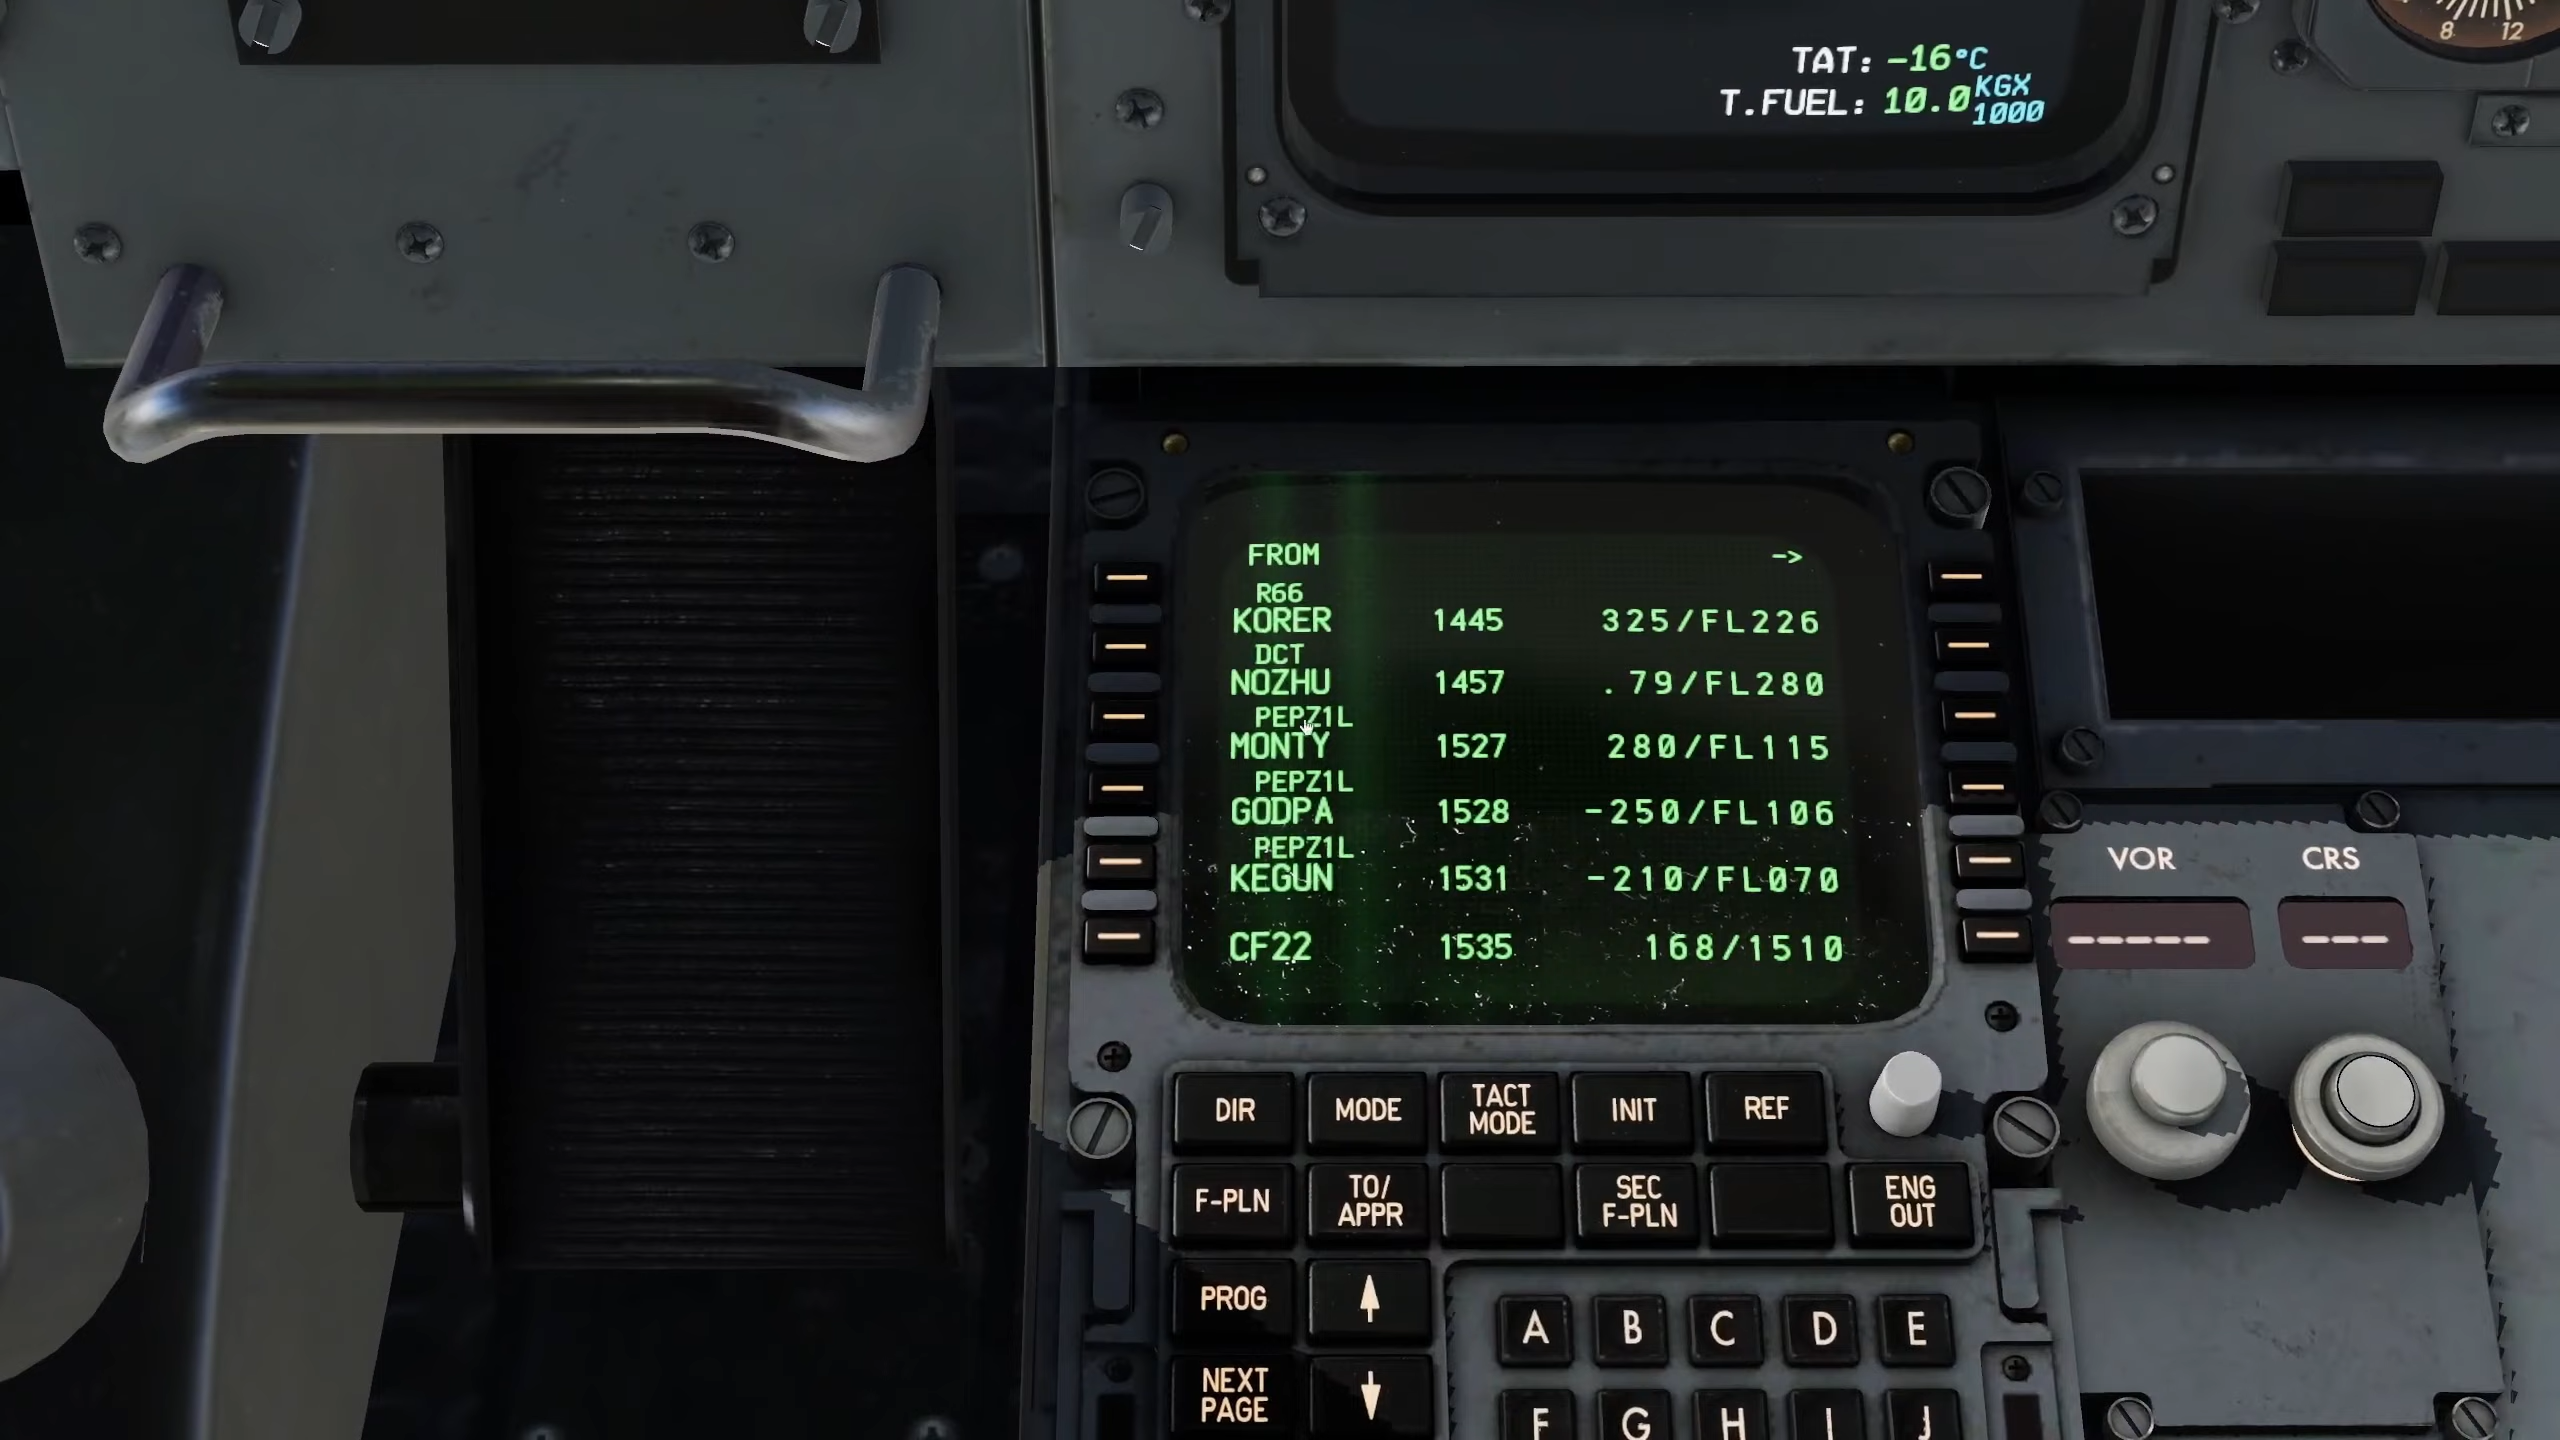 8 12
TAT: -16°C
T.FUEL: 10.0 KGX
1000
FROM ->
R66
KORER 1445 325/FL226
DCT
NOZHU 1457 .79/FL280
PEPZ1L
MONTY 1527 280/FL115
PEPZ1L
GODPA 1528 -250/FL106
PEPZ1L
KEGUN 1531 -210/FL070
CF22 1535 168/1510
VOR CRS
----- ---
DIR MODE TACT MODE INIT REF
F-PLN TO/ APPR SEC F-PLN ENG OUT
PROG
NEXT PAGE
A B C D E
F G H I J